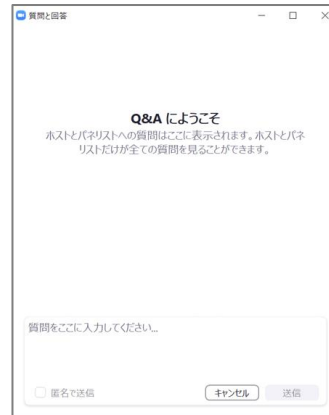 質問と回答
Q&A にようこそ
ホストとパネリストへの質問はここに表示されます。ホストとパネ
リストだけが全ての質問を見ることができます。
質問をここに入力してください...
匿名で送信
キャンセル
送信